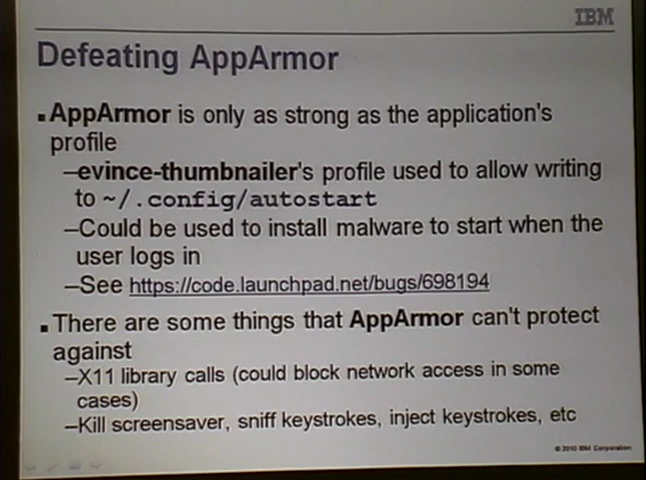 IBM
Defeating AppArmor
▪AppArmor is only as strong as the application's
profile
–evince-thumbnailer's profile used to allow writing
to ~/.config/autostart
–Could be used to install malware to start when the
user logs in
–See https://code.launchpad.net/bugs/698194
▪There are some things that AppArmor can't protect
against
–X11 library calls (could block network access in some
cases)
–Kill screensaver, sniff keystrokes, inject keystrokes, etc
© 2010 IBM Corporation